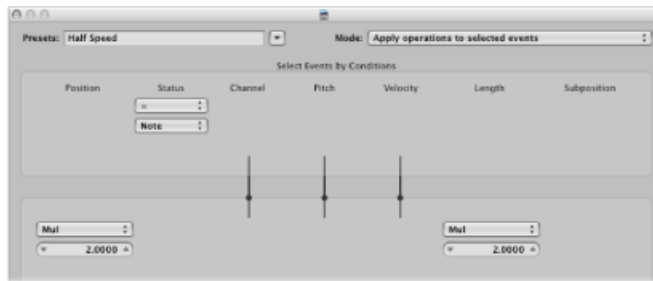 Presets: Half Speed Mode: Apply operations to selected events
Select Events by Conditions
Position Status Channel Pitch Velocity Length Subposition
=
Note
Mul Mul
2.0000 2.0000